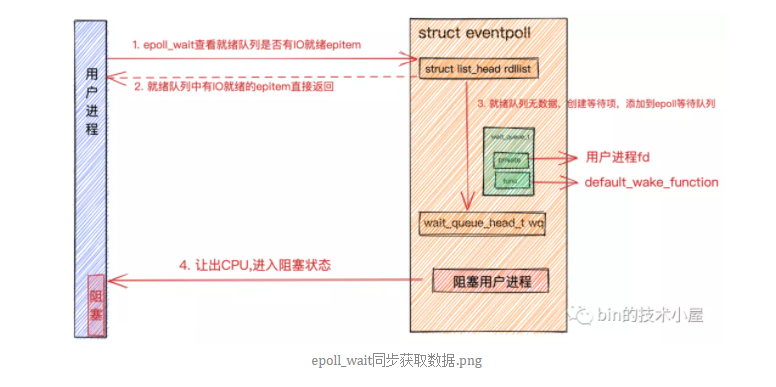 struct eventpoll
1. epoll_wait查看就绪队列是否有IO就绪epitem
struct list_head rdllist
2. 就绪队列中有IO就绪的epitem直接返回
用户进程
3. 就绪队列无数据，创建等待项，添加到epoll等待队列
wait_queue_t
private
用户进程fd
func
default_wake_function
wait_queue_head_t wq
4. 让出CPU,进入阻塞状态
阻塞用户进程
阻塞
bin的技术小屋
epoll_wait同步获取数据.png